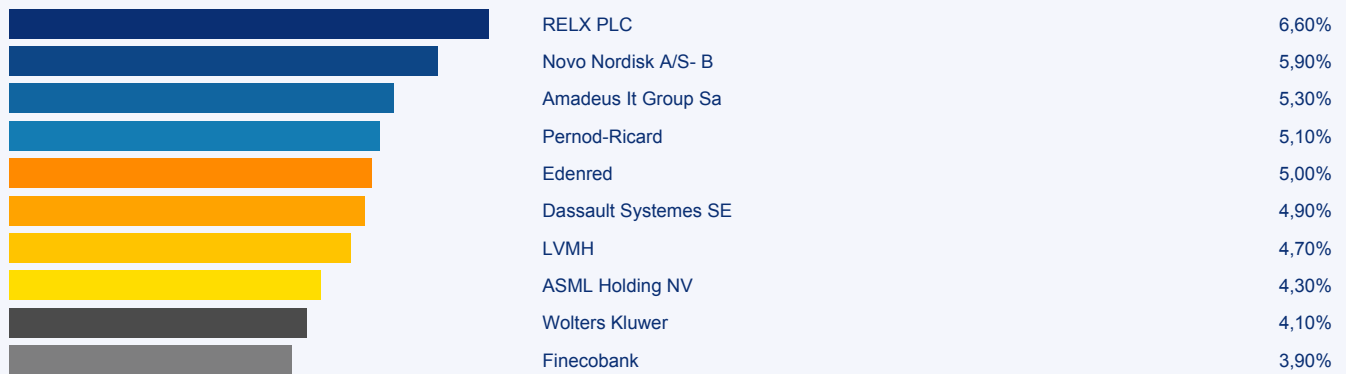 RELX PLC 6,60%
Novo Nordisk A/S- B 5,90%
Amadeus It Group Sa 5,30%
Pernod-Ricard 5,10%
Edenred 5,00%
Dassault Systemes SE 4,90%
LVMH 4,70%
ASML Holding NV 4,30%
Wolters Kluwer 4,10%
Finecobank 3,90%